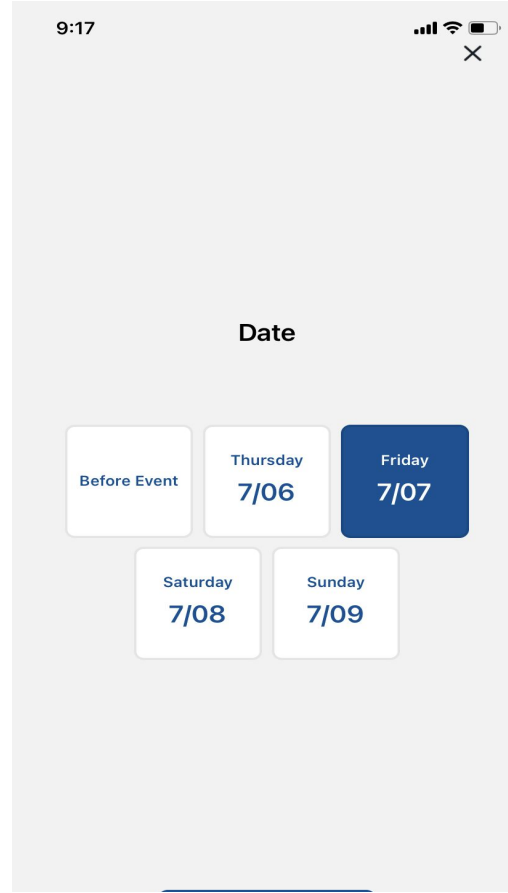 9:17
Date
Before Event
Thursday
7/06
Friday
7/07
Saturday
7/08
Sunday
7/09